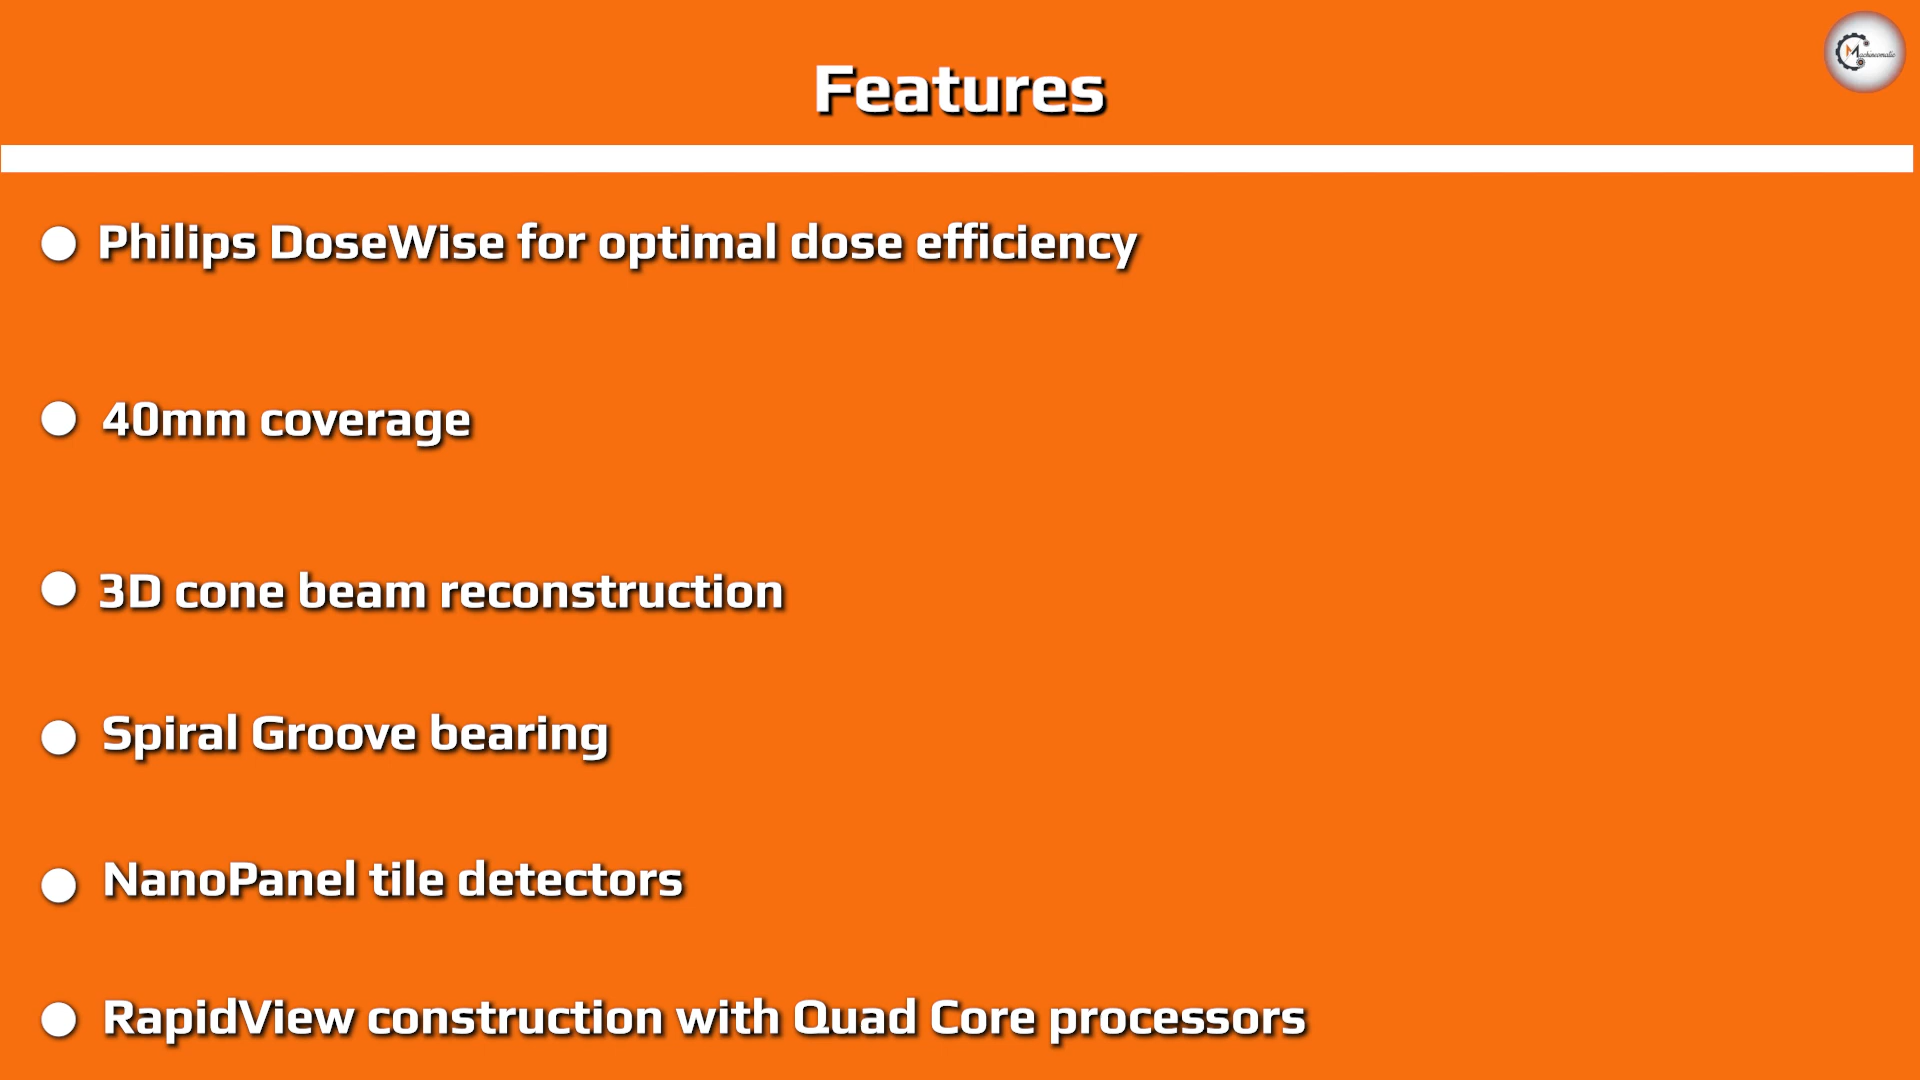 Machineomatic
Features
Philips DoseWise for optimal dose efficiency
40mm coverage
3D cone beam reconstruction
Spiral Groove bearing
NanoPanel tile detectors
RapidView construction with Quad Core processors